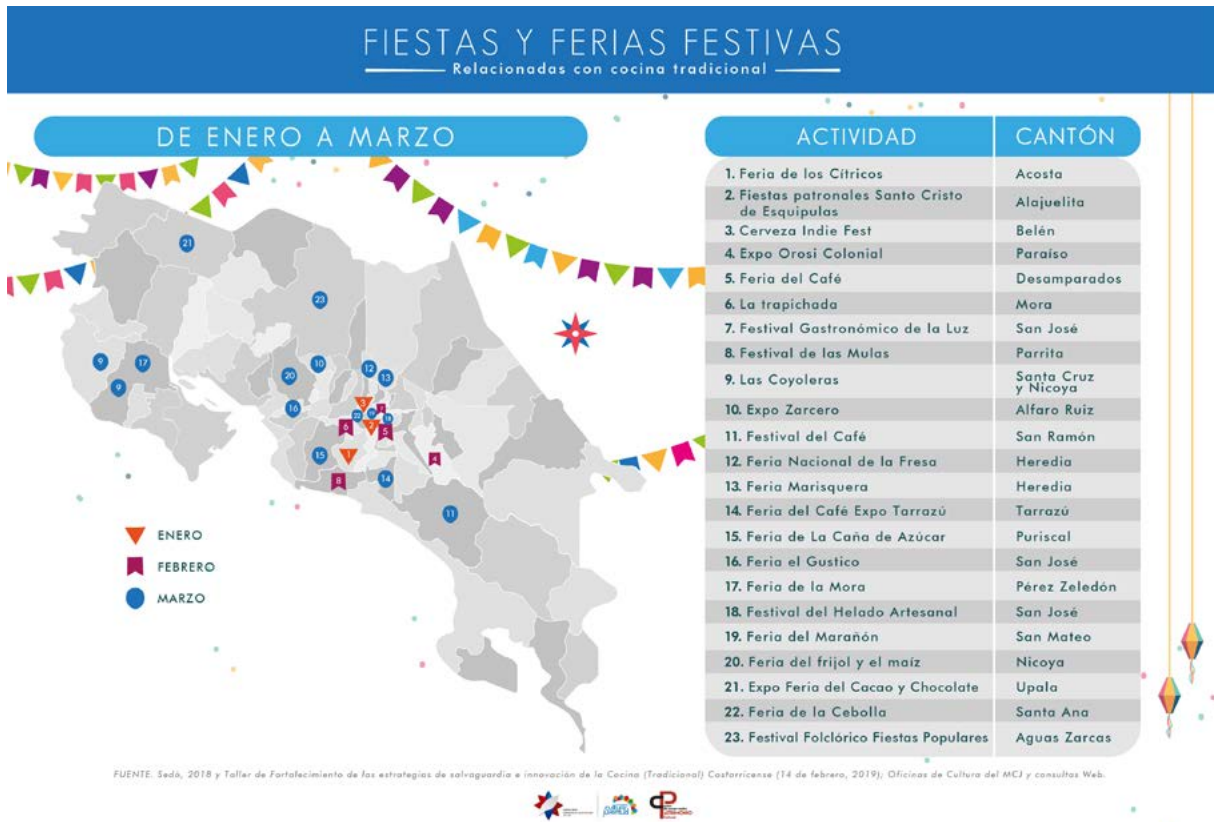 FIESTAS Y FERIAS FESTIVAS
Relacionadas con cocina tradicional
DE ENERO A MARZO
ACTIVIDAD CANTÓN
1. Feria de los Cítricos Acosta
2. Fiestas patronales Santo Cristo
de Esquipulas Alajuelita
3. Cerveza Indie Fest Belén
4. Expo Orosi Colonial Paraíso
5. Feria del Café Desamparados
6. La trapichada Mora
7. Festival Gastronómico de la Luz San José
8. Festival de las Mulas Parrita
9. Las Coyoleras Santa Cruz
y Nicoya
10. Expo Zarcero Alfaro Ruiz
11. Festival del Café San Ramón
12. Feria Nacional de la Fresa Heredia
13. Feria Marisquera Heredia
14. Feria del Café Expo Tarrazú Tarrazú
15. Feria de La Caña de Azúcar Puriscal
16. Feria el Gustico San José
17. Feria de la Mora Pérez Zeledón
18. Festival del Helado Artesanal San José
19. Feria del Marañón San Mateo
20. Feria del frijol y el maíz Nicoya
21. Expo Feria del Cacao y Chocolate Upala
22. Feria de la Cebolla Santa Ana
23. Festival Folclórico Fiestas Populares Aguas Zarcas
21
23
9
17
10
12
20
13
9
16
3
22
6
2
5
15
1
4
8
14
11
ENERO
FEBRERO
MARZO
FUENTE. Sedó, 2018 y Taller de Fortalecimiento de las estrategias de salvaguardia e innovación de la Cocina (Tradicional) Costarricense (14 de febrero, 2019); Oficinas de Cultura del MCJ y consultas Web.